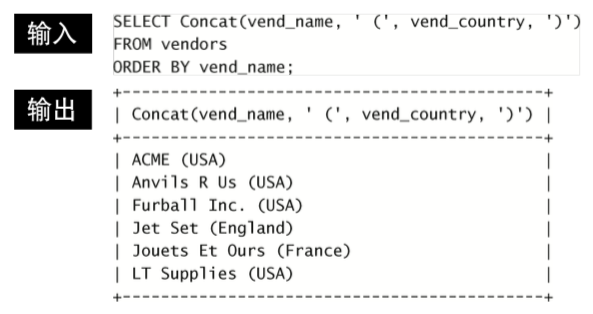 输入
SELECT Concat(vend_name, ' (', vend_country, ')')
FROM vendors
ORDER BY vend_name;
输出
+-------------------------------------------+
| Concat(vend_name, ' (', vend_country, ')') |
+-------------------------------------------+
| ACME (USA) |
| Anvils R Us (USA) |
| Furball Inc. (USA) |
| Jet Set (England) |
| Jouets Et Ours (France) |
| LT Supplies (USA) |
+-------------------------------------------+